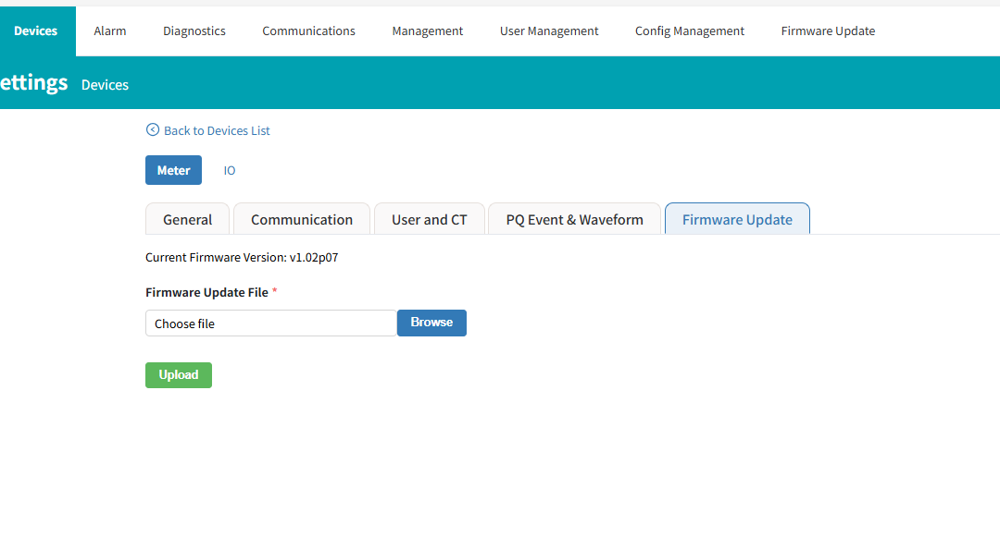 Devices Alarm Diagnostics Communications Management User Management Config Management Firmware Update
ettings Devices
Back to Devices List
Meter IO
General Communication User and CT PQ Event & Waveform Firmware Update
Current Firmware Version: v1.02p07
Firmware Update File *
Choose file Browse
Upload